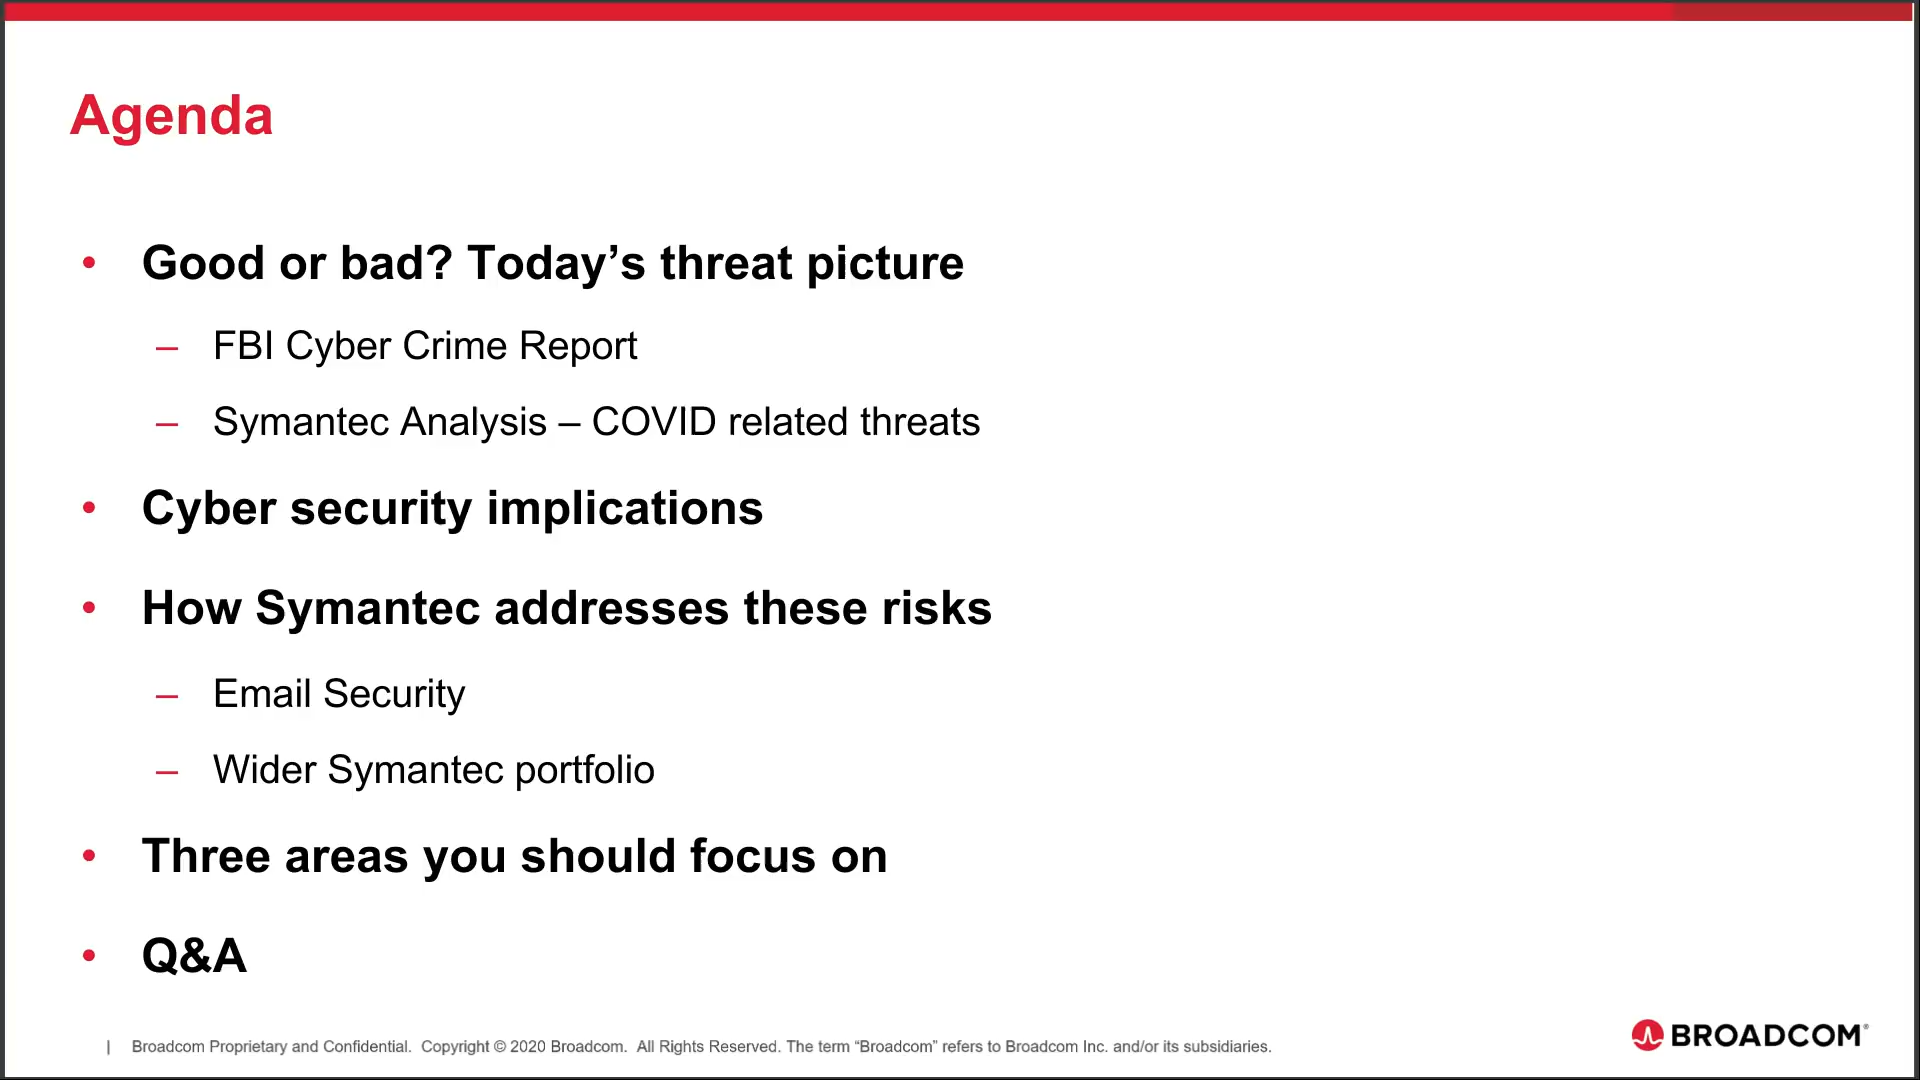 Agenda
• Good or bad? Today’s threat picture
– FBI Cyber Crime Report
– Symantec Analysis – COVID related threats
• Cyber security implications
• How Symantec addresses these risks
– Email Security
– Wider Symantec portfolio
• Three areas you should focus on
• Q&A
| Broadcom Proprietary and Confidential. Copyright © 2020 Broadcom. All Rights Reserved. The term “Broadcom” refers to Broadcom Inc. and/or its subsidiaries.
BROADCOM®